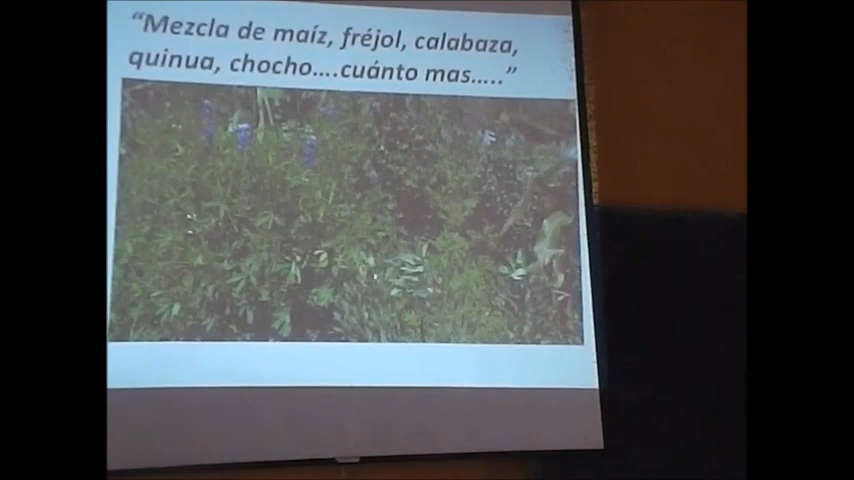 “Mezcla de maíz, fréjol, calabaza,
quinua, chocho....cuánto mas.....”